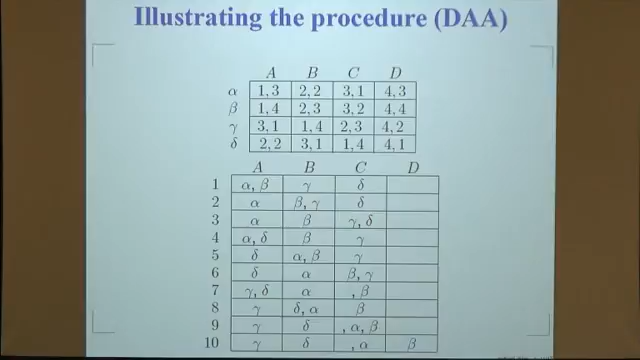 Illustrating the procedure (DAA)
A B C D
α 1, 3 2, 2 3, 1 4, 3
β 1, 4 2, 3 3, 2 4, 4
γ 3, 1 1, 4 2, 3 4, 2
δ 2, 2 3, 1 1, 4 4, 1
A B C D
1 α, β γ δ
2 α β, γ δ
3 α β γ, δ
4 α, δ β γ
5 δ α, β γ
6 δ α β, γ
7 γ, δ α , β
8 γ δ, α β
9 γ δ , α, β
10 γ δ , α β